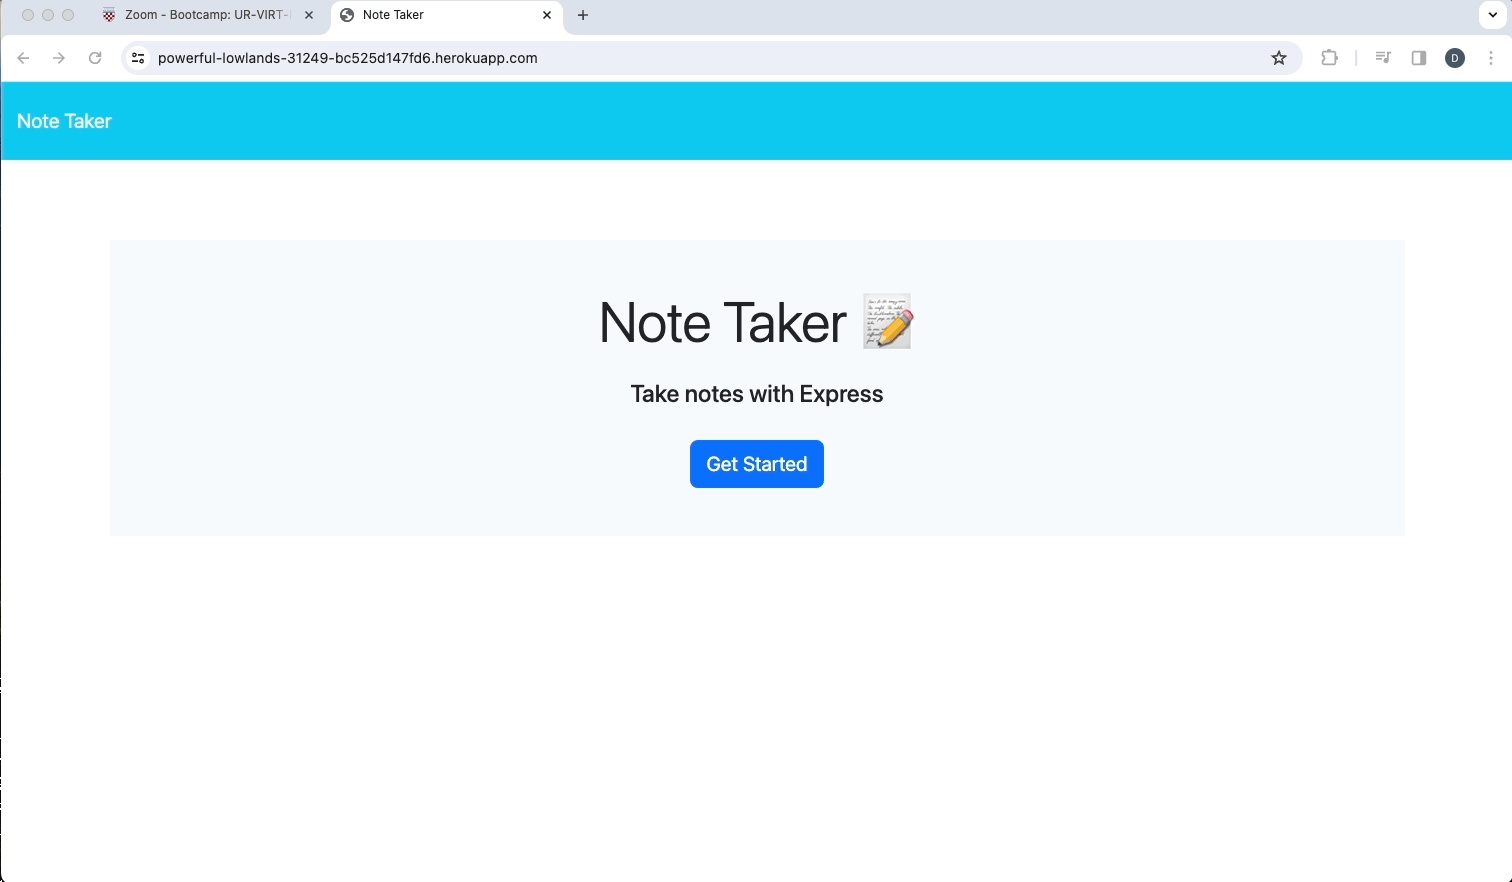 Zoom - Bootcamp: UR-VIRT-
Note Taker
powerful-lowlands-31249-bc525d147fd6.herokuapp.com
D
Note Taker
Note Taker
Take notes with Express
Get Started